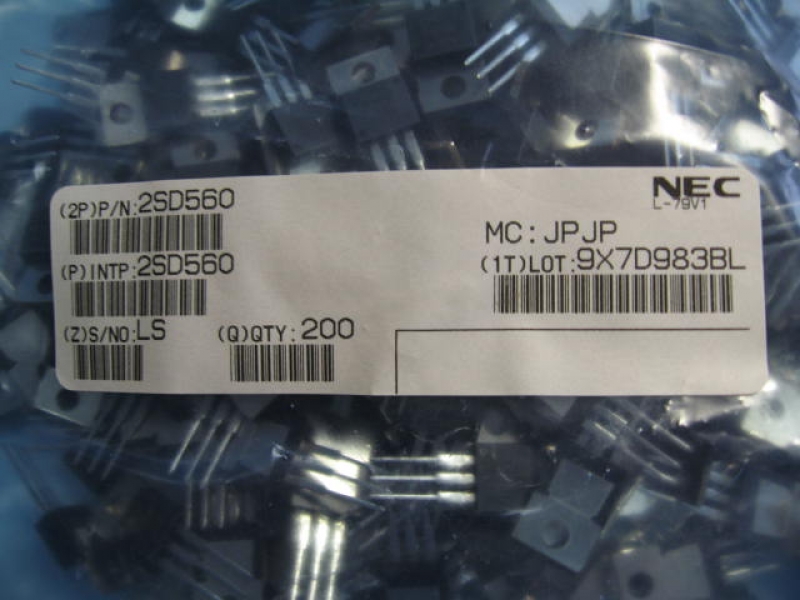 NEC
L-79V1
(2P)P/N:2SD560
MC:JPJP
(P)INTP:2SD560
(1T)LOT:9X7D983BL
(Z)S/NO:LS (Q)QTY:200